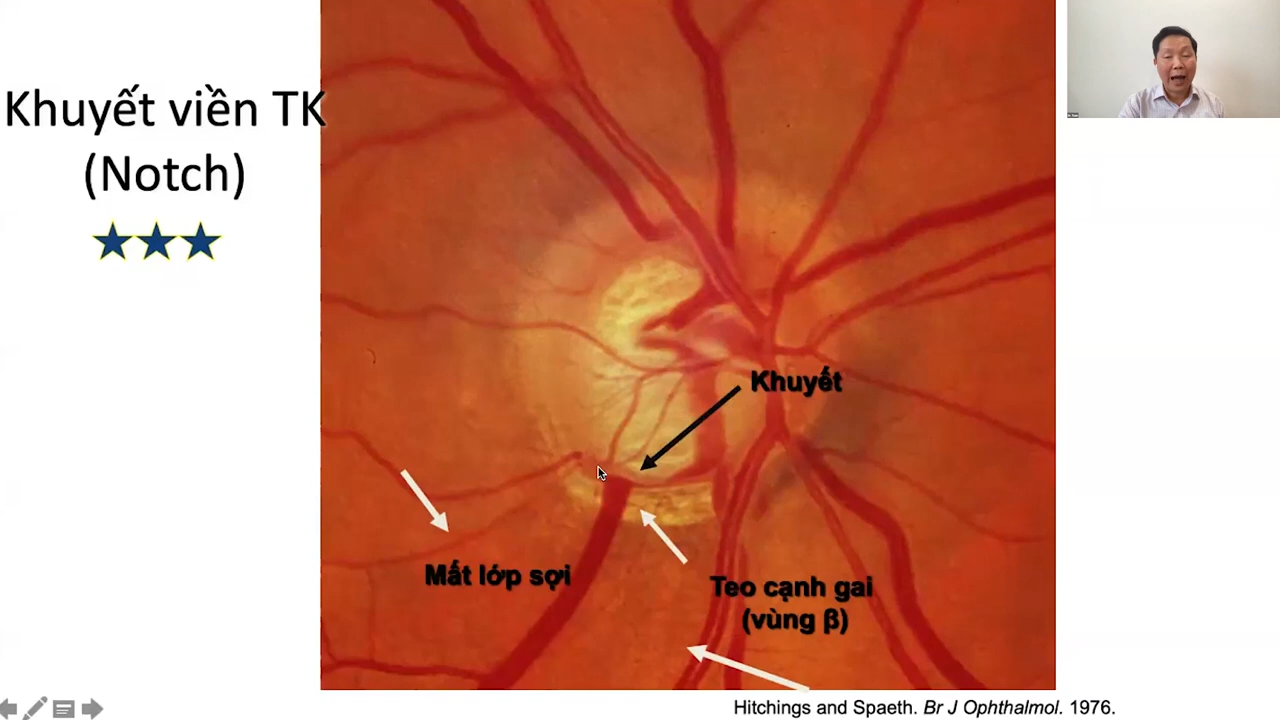 Khuyết viền TK
(Notch)
Khuyết
Mất lớp sợi
Teo cạnh gai
(vùng β)
Hitchings and Spaeth. Br J Ophthalmol. 1976.